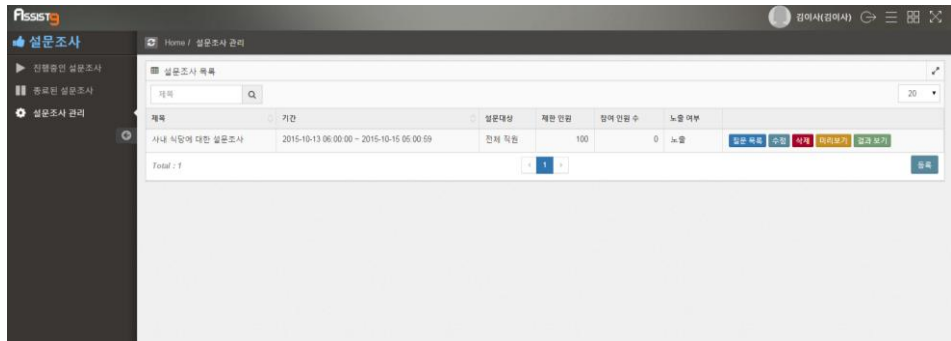 Assist9
김이사(김이사)
설문조사
Home / 설문조사 관리
진행중인 설문조사
종료된 설문조사
설문조사 관리
설문조사 목록
제목
20
제목 기간 설문대상 제한 인원 참여 인원 수 노출 여부
사내 식당에 대한 설문조사 2015-10-13 06:00:00 ~ 2015-10-15 05:00:59 전체 직원 100 0 노출 질문 목록 수정 삭제 미리보기 결과 보기
Total : 1 1 등록